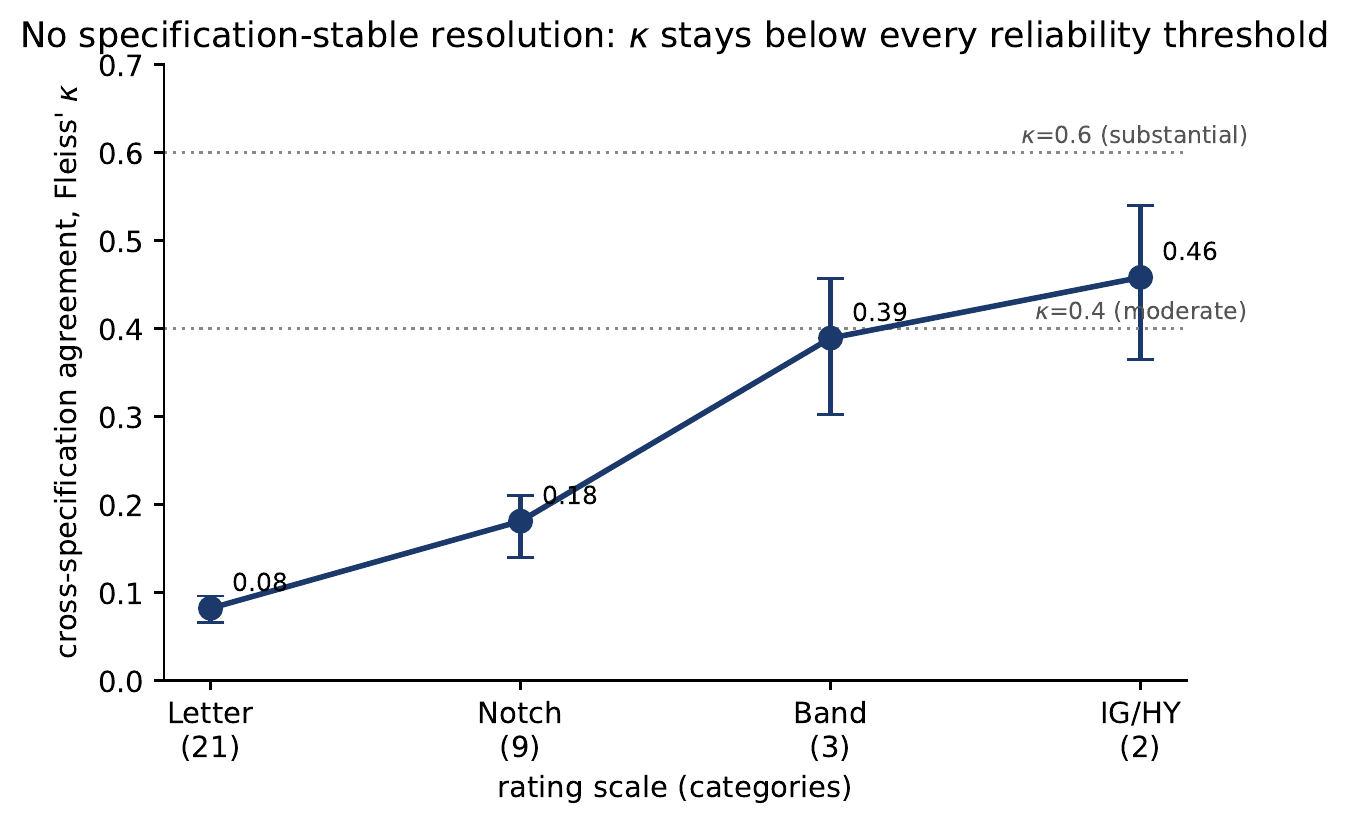 No specification-stable resolution: κ stays below every reliability threshold
cross-specification agreement, Fleiss' κ
0.7
0.6
0.5
0.4
0.3
0.2
0.1
0.0
κ=0.6 (substantial)
κ=0.4 (moderate)
0.08
0.18
0.39
0.46
Letter
(21)
Notch
(9)
Band
(3)
IG/HY
(2)
rating scale (categories)